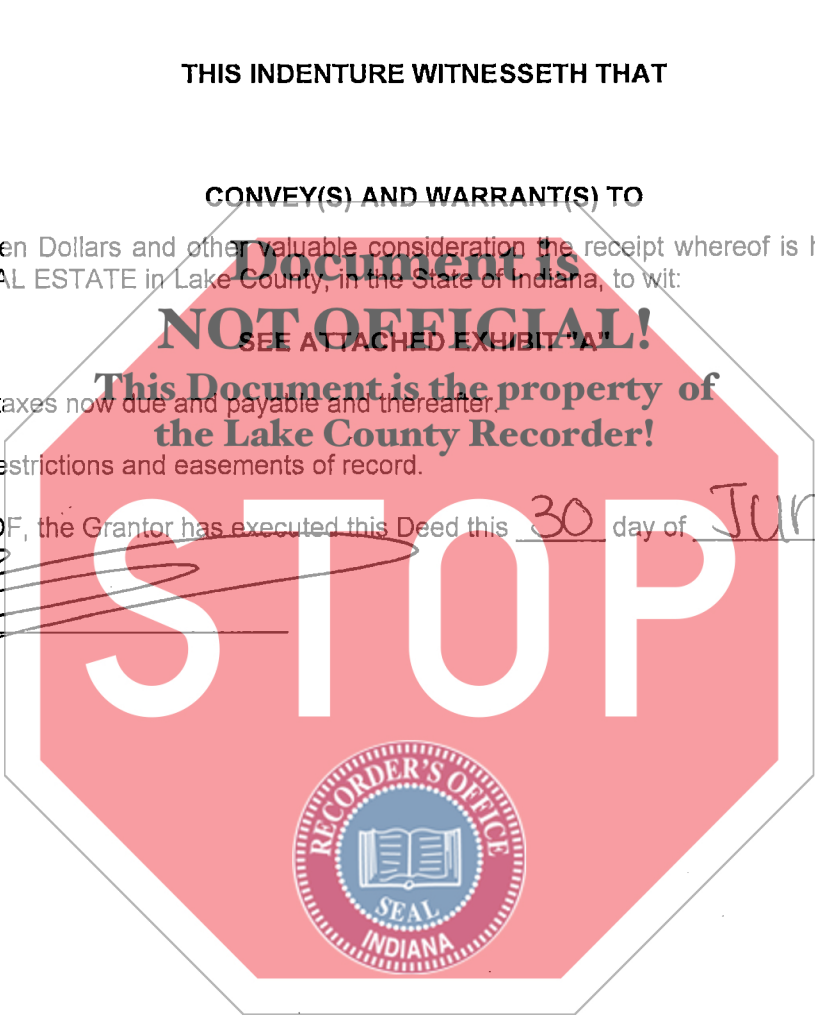 THIS INDENTURE WITNESSETH THAT
CONVEY(S) AND WARRANT(S) TO
en Dollars and other valuable consideration the receipt whereof is h
AL ESTATE in Lake County, in the State of Indiana, to wit:
Document is
NOT OFFICIAL!
SEE ATTACHED EXHIBIT "A"
This Document is the property of
axes now due and payable and thereafter.
the Lake County Recorder!
estrictions and easements of record.
OF, the Grantor has executed this Deed this 30 day of Jun
STOP
RECORDER'S OFFICE
SEAL
INDIANA